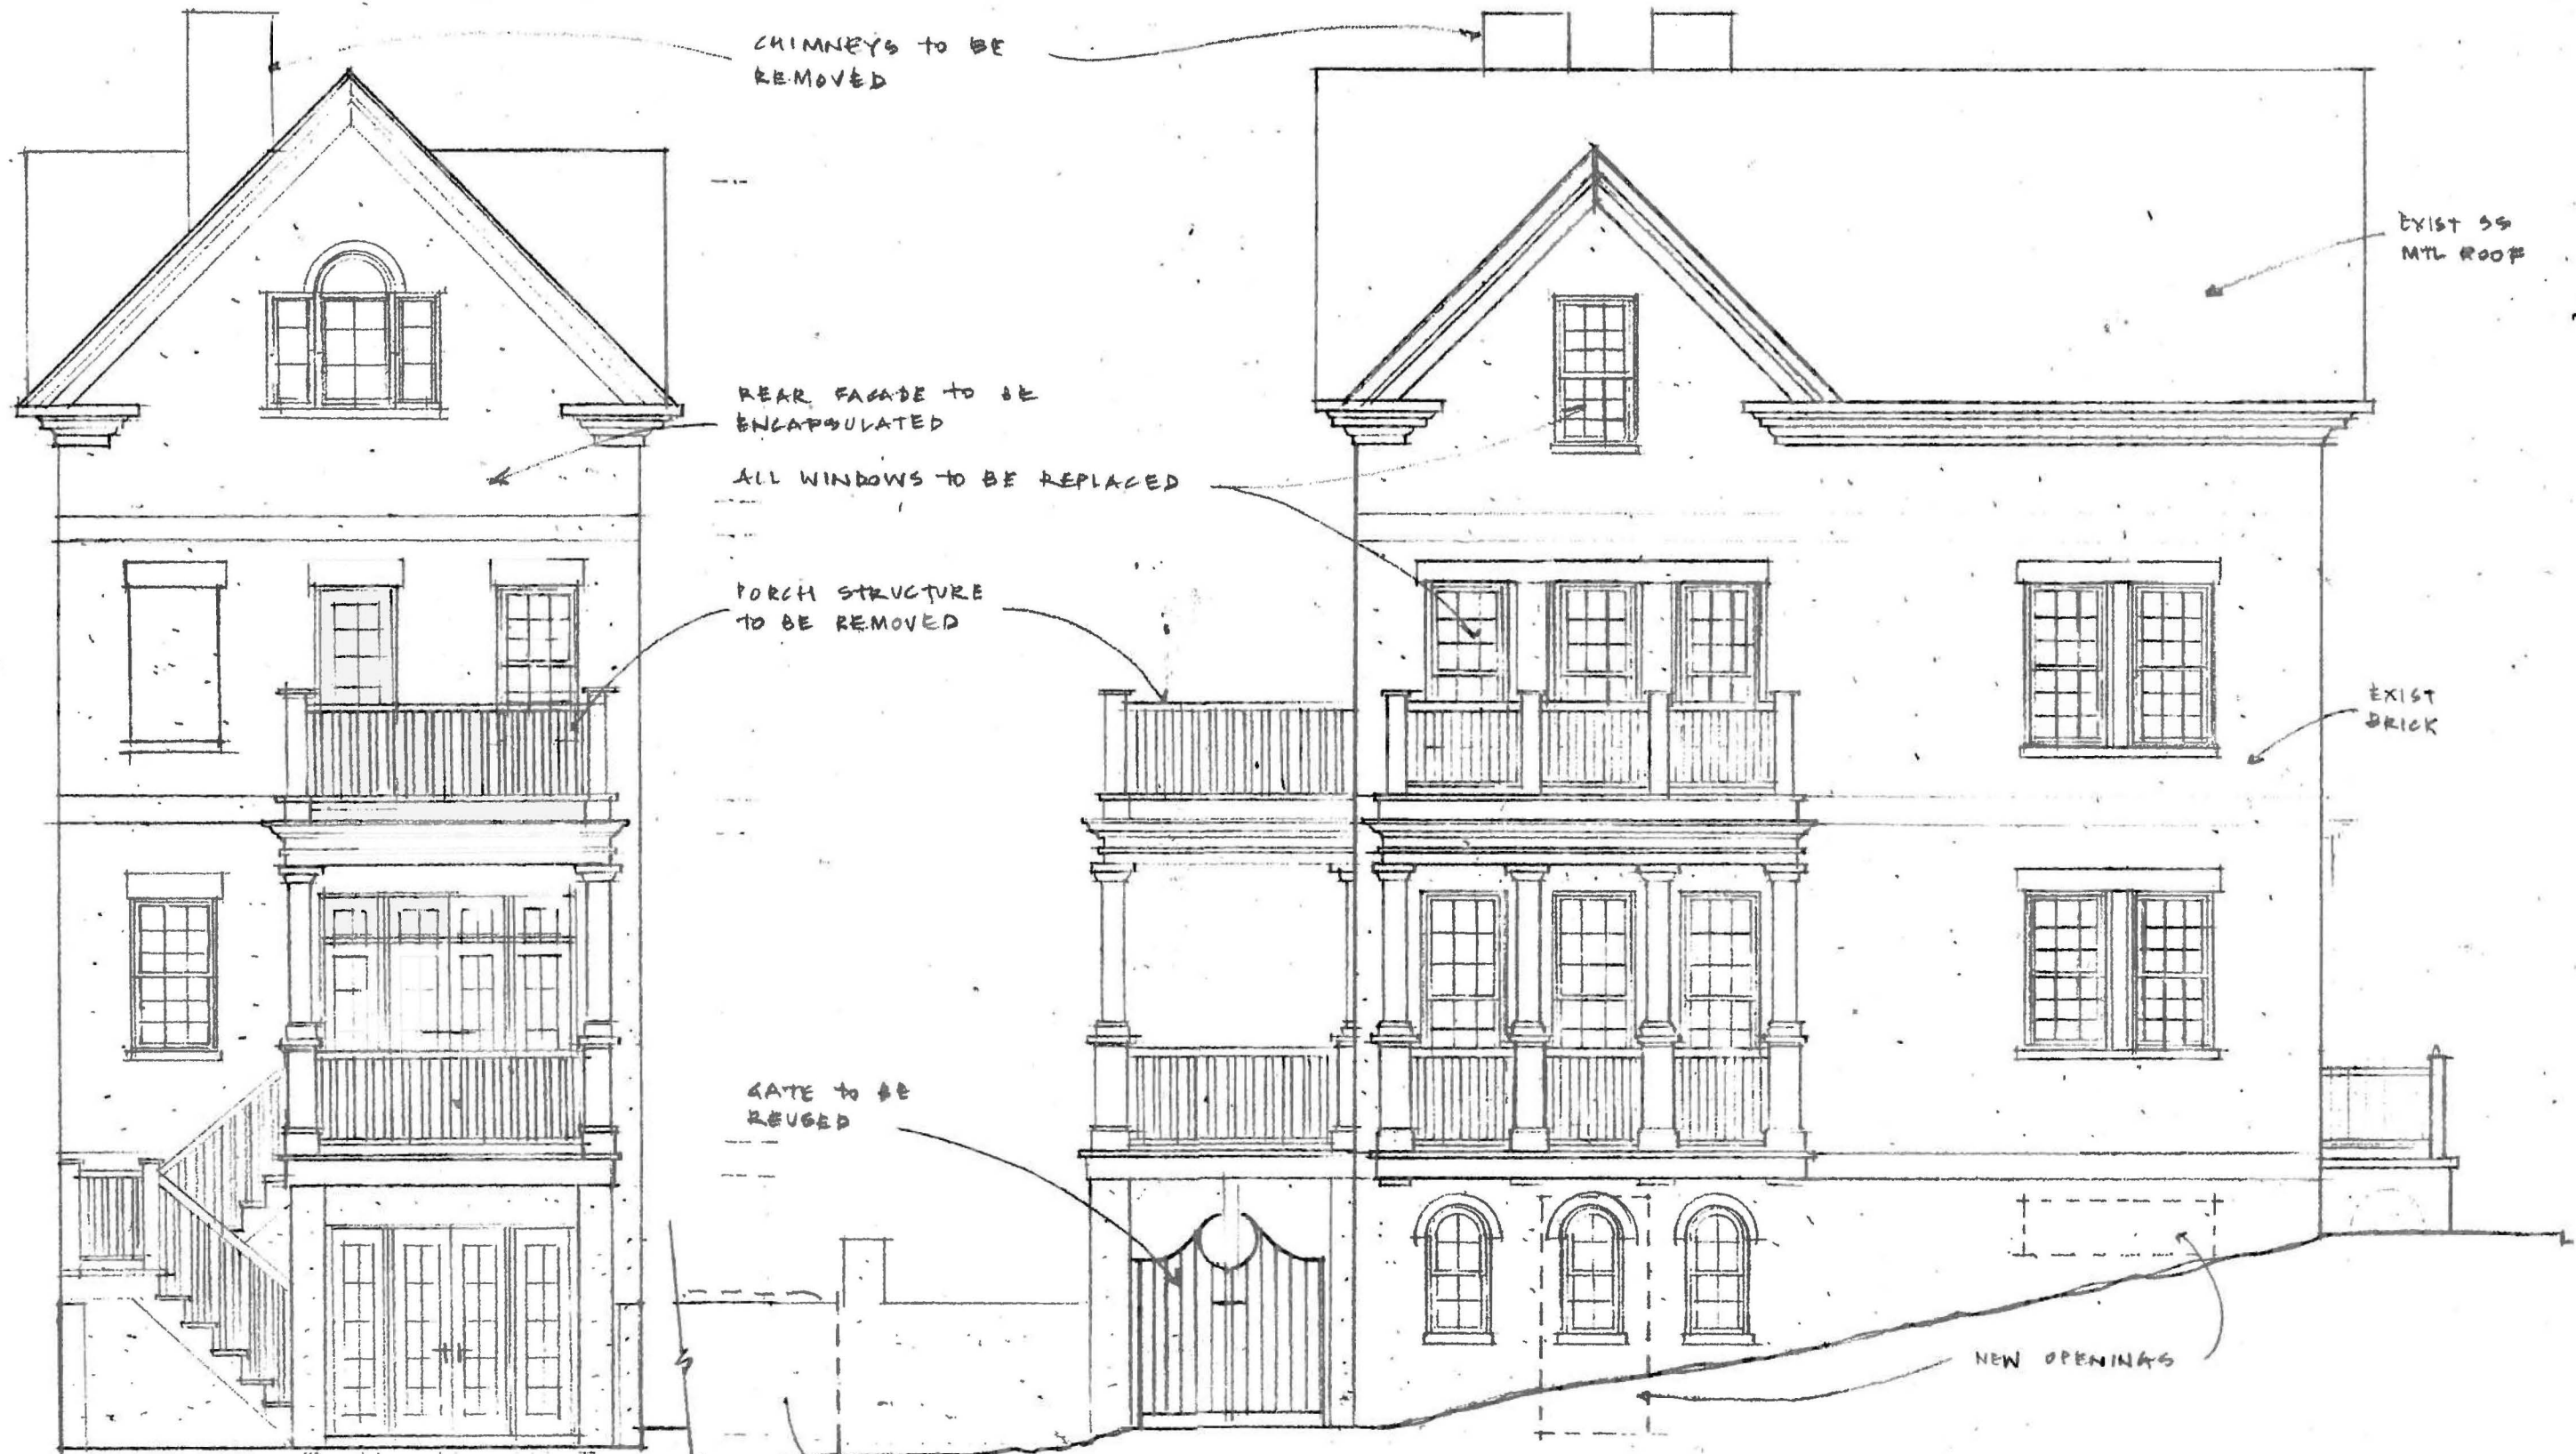 CHIMNEYS TO BE
REMOVED
EXIST SS
MTL ROOF
REAR FACADE TO BE
ENCAPSULATED
ALL WINDOWS TO BE REPLACED
PORCH STRUCTURE
TO BE REMOVED
EXIST
BRICK
GATE TO BE
REUSED
NEW OPENINGS